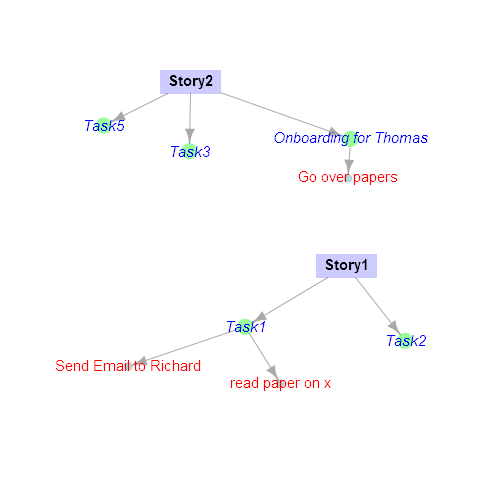 Story2
Task5
Task3
Onboarding for Thomas
Go over papers
Story1
Task1
Task2
Send Email to Richard
read paper on x